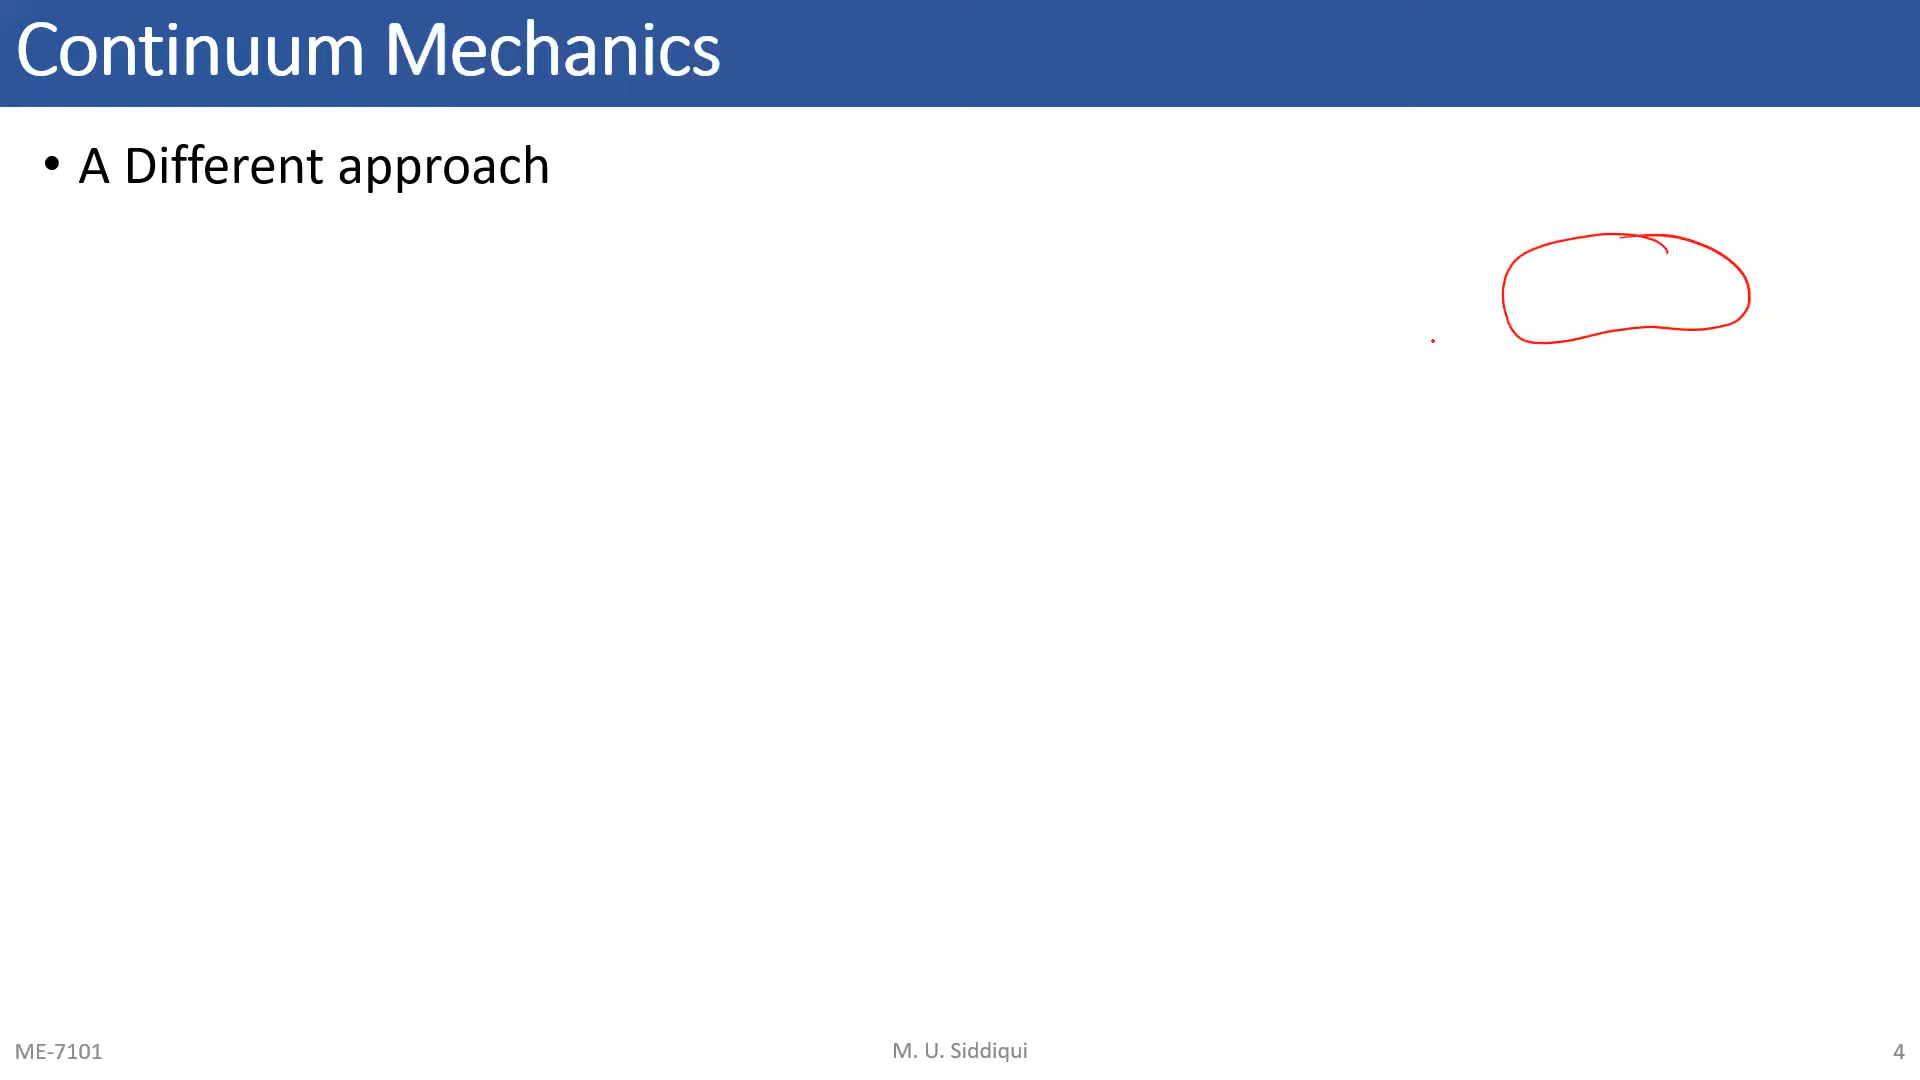 Continuum Mechanics
• A Different approach
ME-7101
M. U. Siddiqui
4